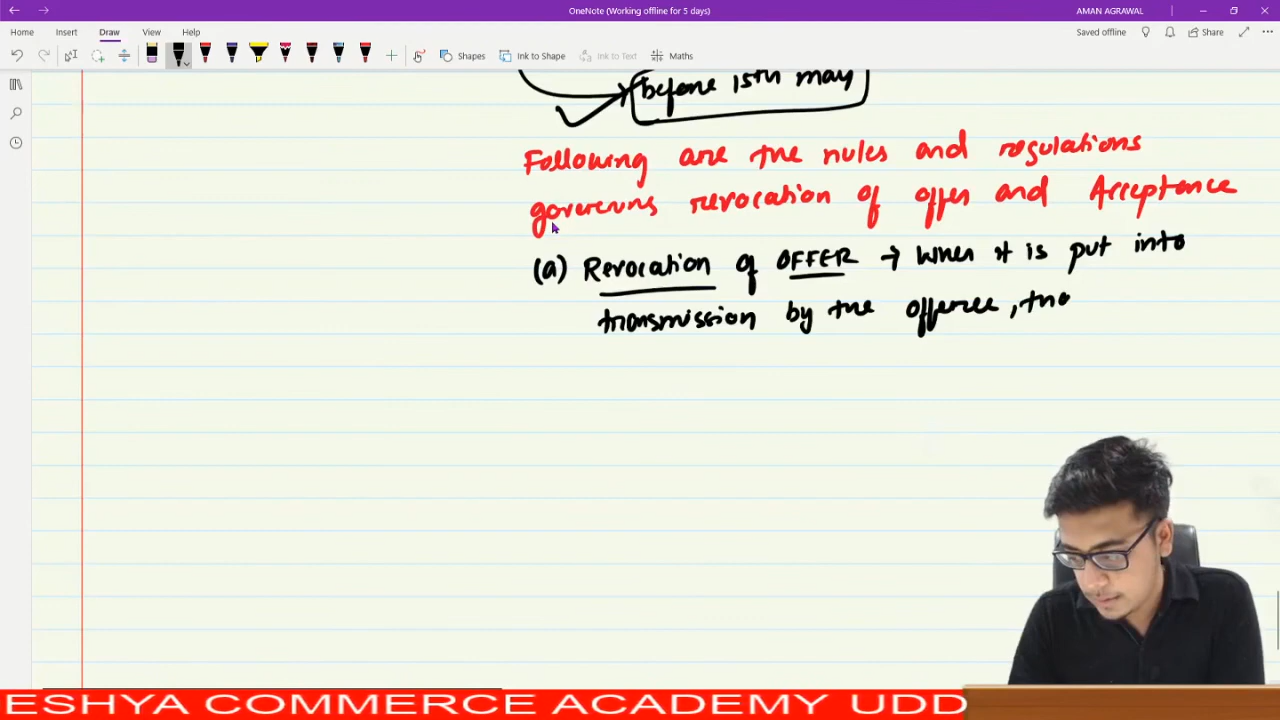 OneNote (Working offline for 5 days)
AMAN AGRAWAL
Home Insert Draw View Help
Saved offline
Share
Shapes
Ink to Shape
Ink to Text
Maths
before 15th may
Following are the rules and regulations
goverening revocation of offer and Acceptance
(a) Revocation of OFFER → When it is put into
transmission by the offeree, tha
ESHYA COMMERCE ACADEMY UDD